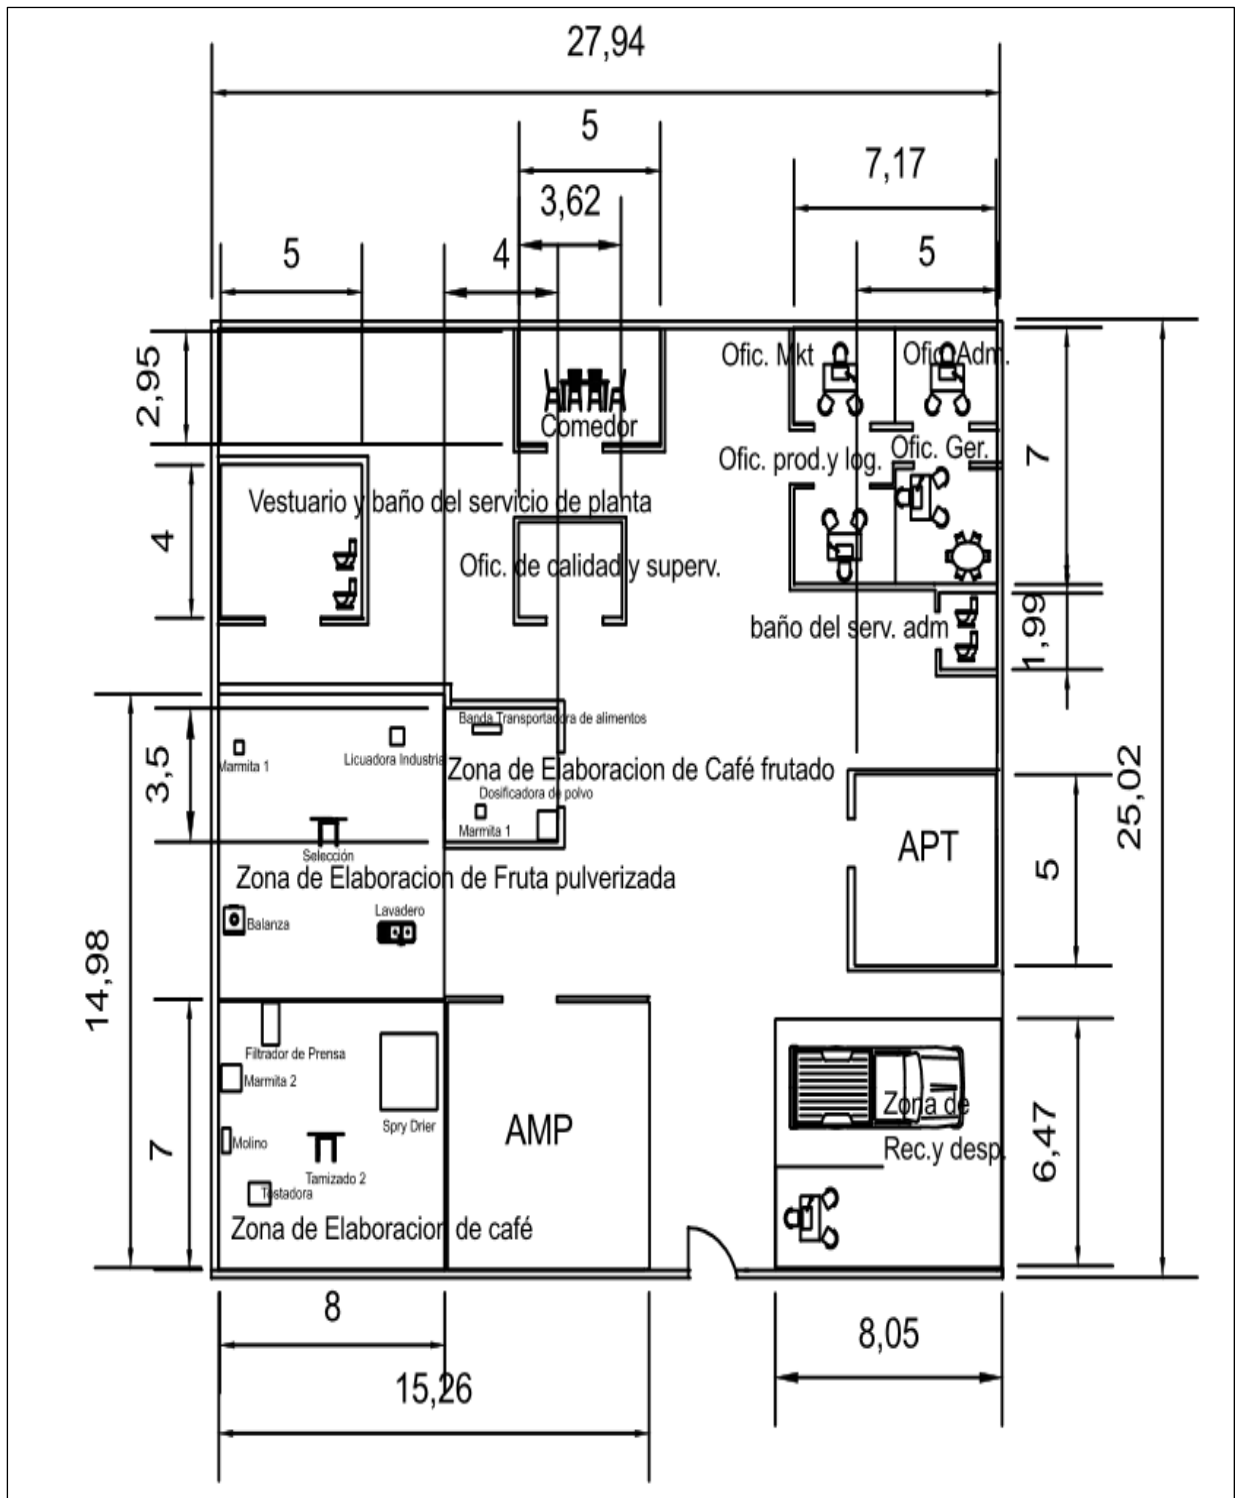 27,94
5
7,17
3,62
5
4
5
2,95
Ofic. Mkt
Ofic. Adm.
Comedor
Ofic. prod.y log.
Ofic. Ger.
7
Vestuario y baño del servicio de planta
4
Ofic. de calidad y superv.
baño del serv. adm
1,99
Banda Transportadora de alimentos
Marmita 1
Licuadora Industria
Zona de Elaboracion de Café frutado
3,5
Dosificadora de polvo
Marmita 1
25,02
Selección
APT
5
Zona de Elaboracion de Fruta pulverizada
Balanza
Lavadero
14,98
Filtrador de Prensa
Marmita 2
Spry Drier
AMP
Zona de
Rec.y desp.
6,47
Molino
7
Tamizado 2
Tostadora
Zona de Elaboracion de café
8
8,05
15,26